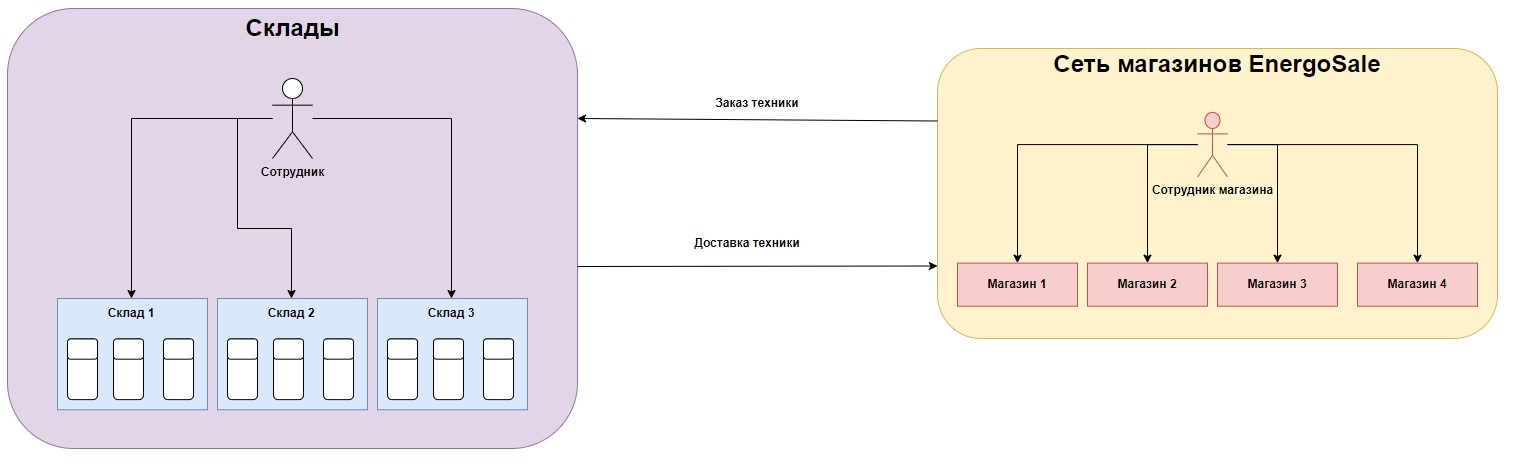 Склады
Сотрудник
Склад 1
Склад 2
Склад 3
Заказ техники
Доставка техники
Сеть магазинов EnergoSale
Сотрудник магазина
Магазин 1
Магазин 2
Магазин 3
Магазин 4